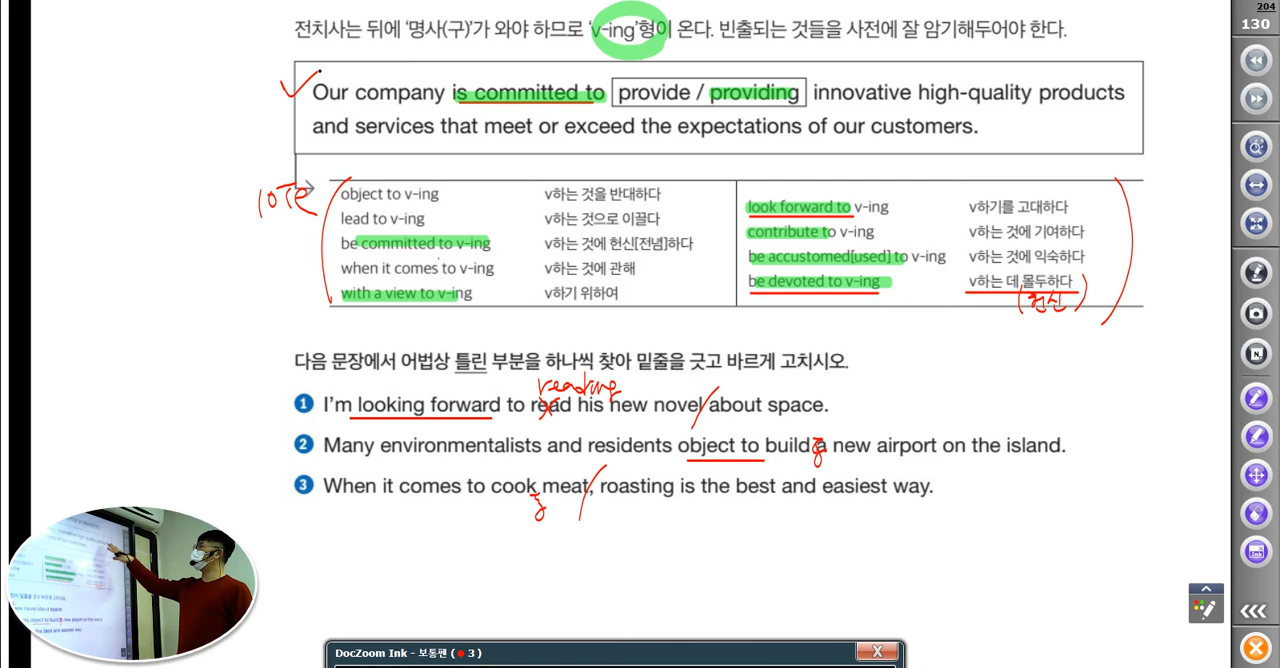 204
130
전치사는 뒤에 ‘명사(구)’가 와야 하므로 ‘v-ing’형이 온다. 빈출되는 것들을 사전에 잘 암기해두어야 한다.
Our company is committed to provide / providing innovative high-quality products
and services that meet or exceed the expectations of our customers.
object to v-ing v하는 것을 반대하다
lead to v-ing v하는 것으로 이끌다
be committed to v-ing v하는 것에 헌신[전념]하다
when it comes to v-ing v하는 것에 관해
with a view to v-ing v하기 위하여
look forward to v-ing v하기를 고대하다
contribute to v-ing v하는 것에 기여하다
be accustomed[used] to v-ing v하는 것에 익숙하다
be devoted to v-ing v하는 데 몰두하다
(헌신)
다음 문장에서 어법상 틀린 부분을 하나씩 찾아 밑줄을 긋고 바르게 고치시오.
reading
1 I’m looking forward to read his new novel about space.
2 Many environmentalists and residents object to build a new airport on the island.
3 When it comes to cook meat, roasting is the best and easiest way.
DocZoom Ink - 보통펜 ( 3 )